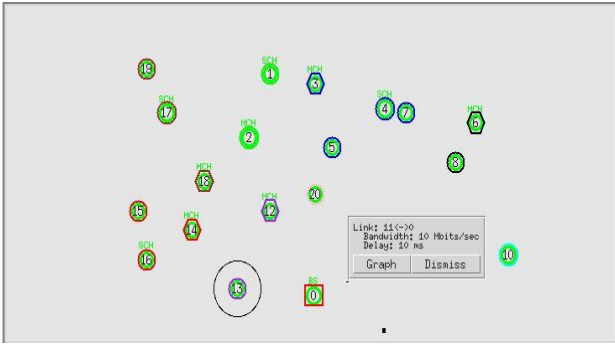 19
SCH
1
MCH
3
SCH
17
SCH
4
7
MCH
6
MCH
2
5
8
MCH
18
20
15
MCH
12
MCH
14
Link: 11<->0
Bandwidth: 10 Mbits/sec
Delay: 10 ms
Graph Dismiss
SCH
16
10
13
BS
0